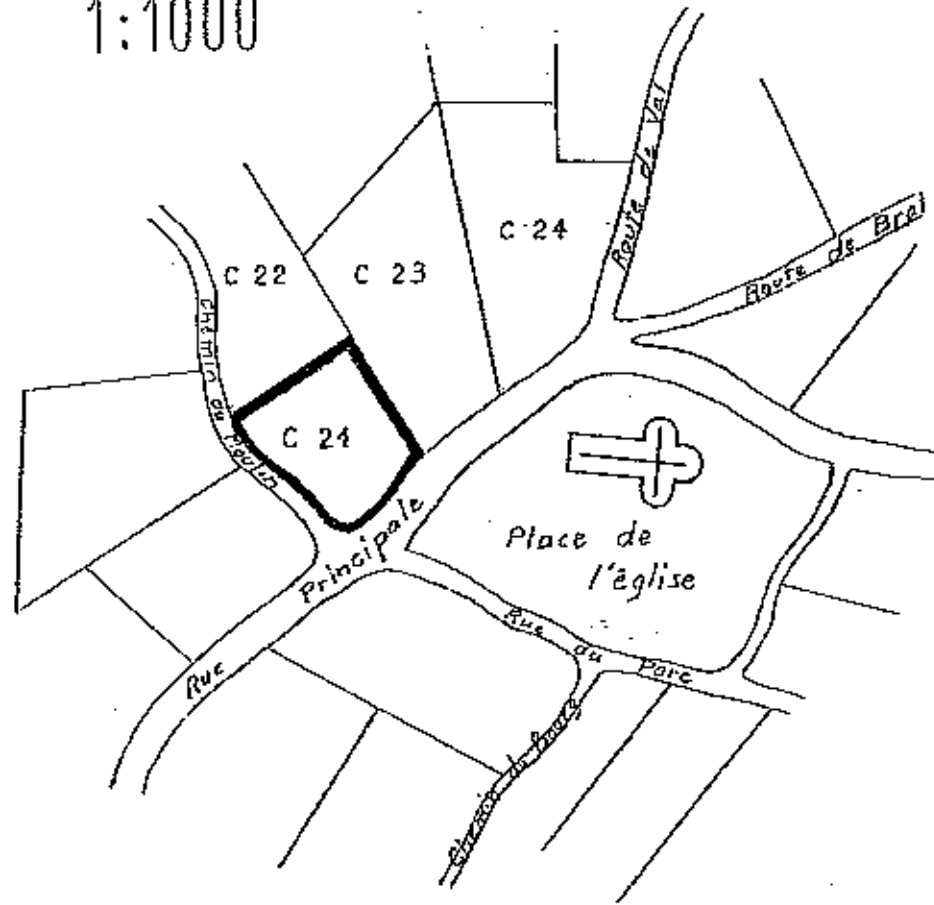 1:1000
Route de Val
C 24
Route de Brei
C 22
C 23
Chemin du Moulin
C 21
Place de
l'église
Rue Principale
Rue du Parc
Chemin du bourg